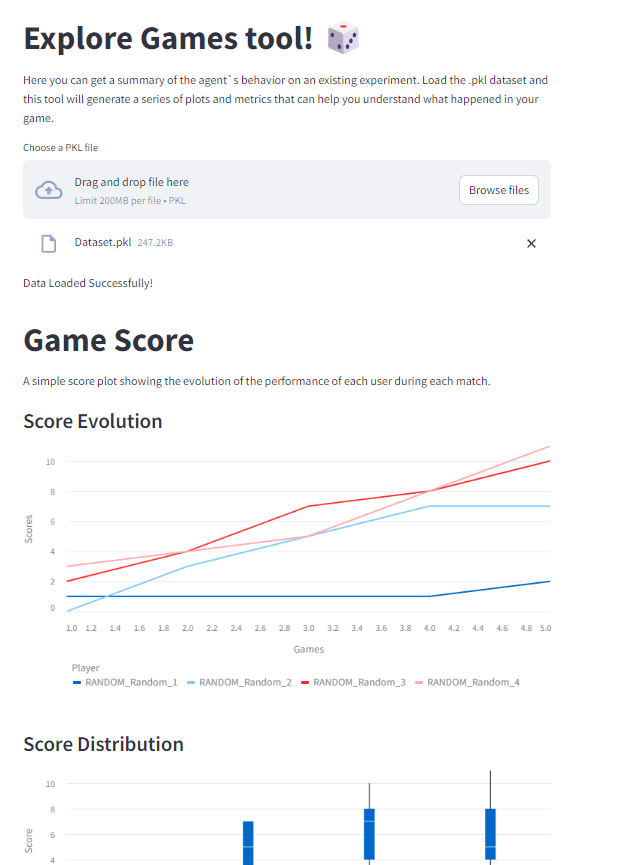 Explore Games tool!
Here you can get a summary of the agent`s behavior on an existing experiment. Load the .pkl dataset and
this tool will generate a series of plots and metrics that can help you understand what happened in your
game.
Choose a PKL file
Drag and drop file here
Limit 200MB per file • PKL
Browse files
Dataset.pkl 247.2KB
Data Loaded Successfully!
Game Score
A simple score plot showing the evolution of the performance of each user during each match.
Score Evolution
10
8
6
4
2
0
Scores
1.0 1.2 1.4 1.6 1.8 2.0 2.2 2.4 2.6 2.8 3.0 3.2 3.4 3.6 3.8 4.0 4.2 4.4 4.6 4.8 5.0
Games
Player
RANDOM_Random_1 RANDOM_Random_2 RANDOM_Random_3 RANDOM_Random_4
Score Distribution
10
8
6
4
Score